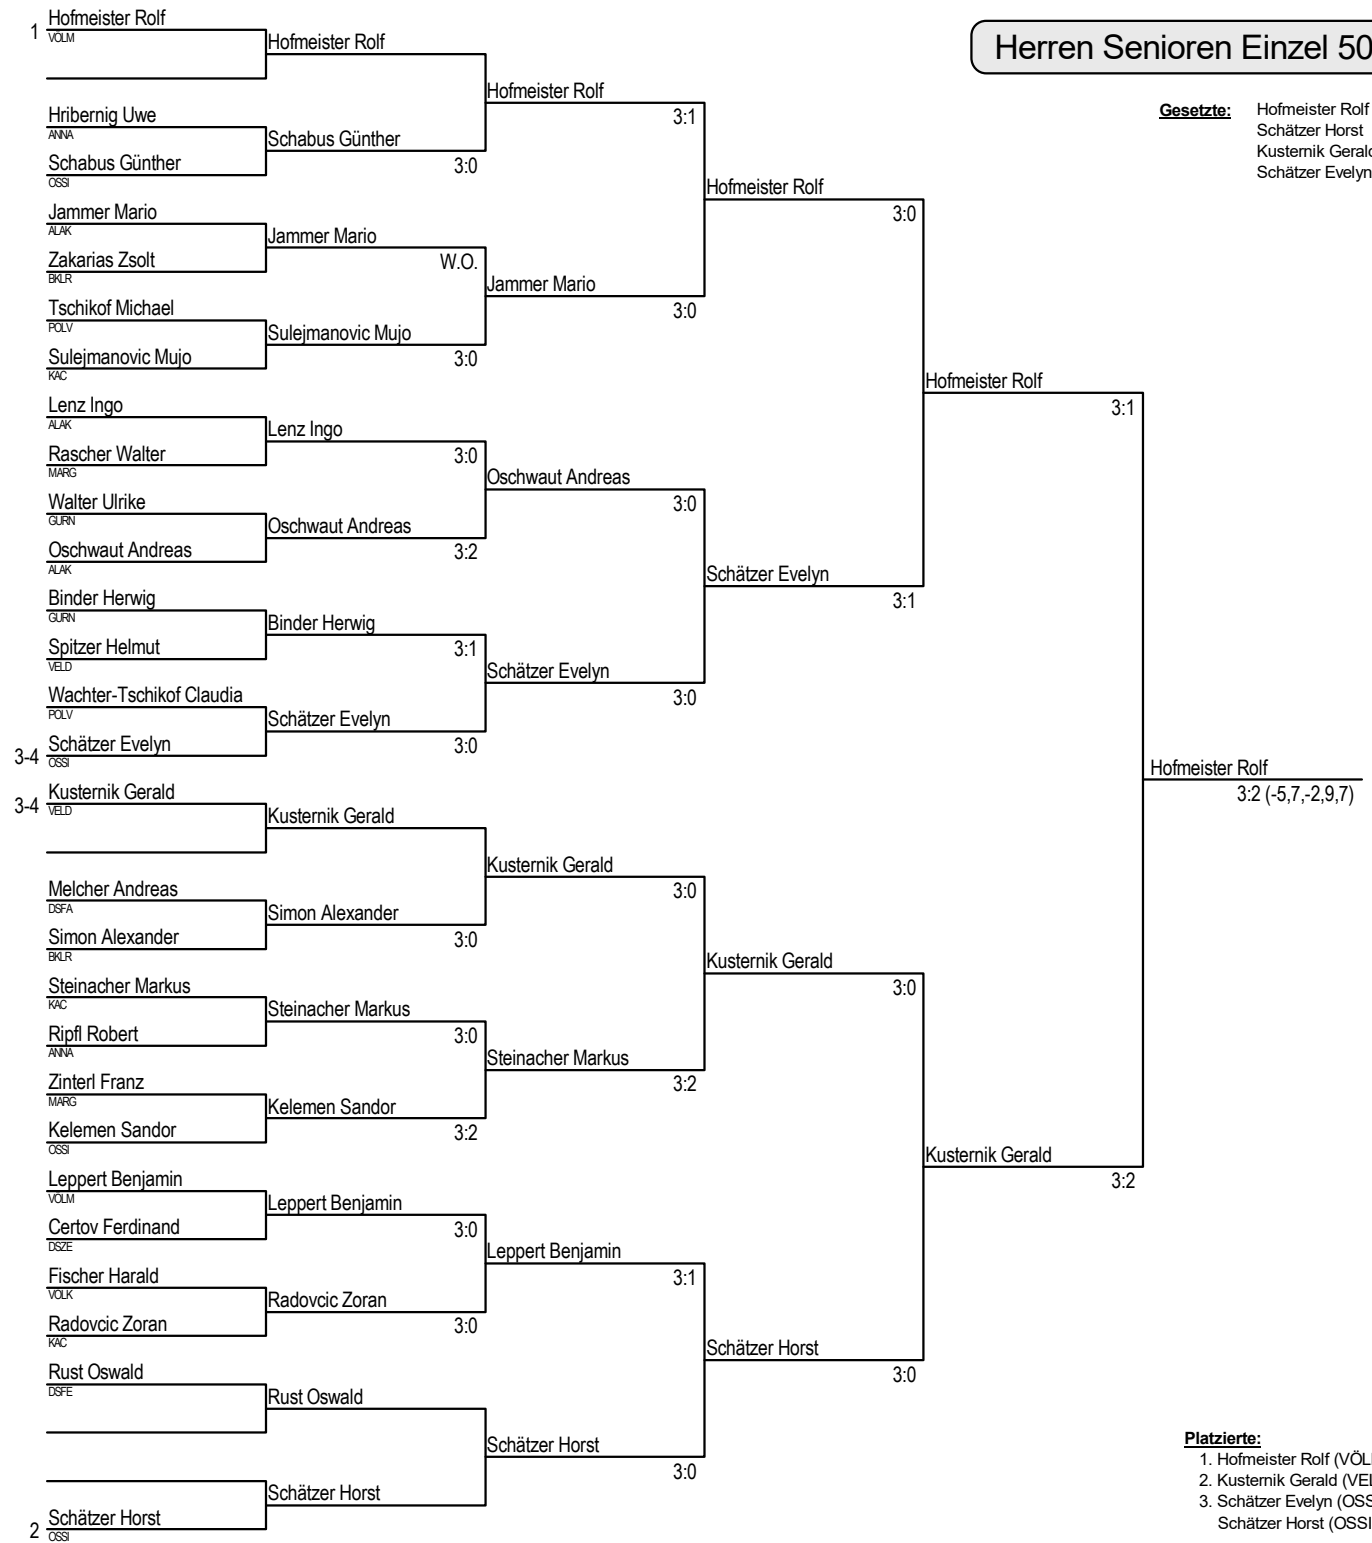 Herren Senioren Einzel 50
Gesetzte: Hofmeister Rolf
Schätzer Horst
Kusternik Gerald
Schätzer Evelyn
1 Hofmeister Rolf
VÖLM
Hribernig Uwe
ANNA
Schabus Günther
OSSI
Jammer Mario
ALAK
Zakarias Zsolt
BKLR
Tschikof Michael
POLV
Sulejmanovic Mujo
KAC
Lenz Ingo
ALAK
Rascher Walter
MARG
Walter Ulrike
GURN
Oschwaut Andreas
ALAK
Binder Herwig
GURN
Spitzer Helmut
VELD
Wachter-Tschikof Claudia
POLV
3-4 Schätzer Evelyn
OSSI
3-4 Kusternik Gerald
VELD
Melcher Andreas
DSFA
Simon Alexander
BKLR
Steinacher Markus
KAC
Ripfl Robert
ANNA
Zinterl Franz
MARG
Kelemen Sandor
OSSI
Leppert Benjamin
VÖLM
Certov Ferdinand
DSZE
Fischer Harald
VÖLK
Radovcic Zoran
KAC
Rust Oswald
DSFE
2 Schätzer Horst
OSSI
Hofmeister Rolf
Schabus Günther
3:0
Jammer Mario
W.O.
Sulejmanovic Mujo
3:0
Lenz Ingo
3:0
Oschwaut Andreas
3:2
Binder Herwig
3:1
Schätzer Evelyn
3:0
Kusternik Gerald
Simon Alexander
3:0
Steinacher Markus
3:0
Kelemen Sandor
3:2
Leppert Benjamin
3:0
Radovcic Zoran
3:0
Rust Oswald
Schätzer Horst
Hofmeister Rolf
3:1
Jammer Mario
3:0
Oschwaut Andreas
3:0
Schätzer Evelyn
3:0
Kusternik Gerald
3:0
Steinacher Markus
3:2
Leppert Benjamin
3:1
Schätzer Horst
3:0
Hofmeister Rolf
3:0
Schätzer Evelyn
3:1
Kusternik Gerald
3:0
Schätzer Horst
3:0
Hofmeister Rolf
3:1
Kusternik Gerald
3:2
Hofmeister Rolf
3:2 (-5,7,-2,9,7)
Platzierte:
1. Hofmeister Rolf (VÖL
2. Kusternik Gerald (VE
3. Schätzer Evelyn (OSS
Schätzer Horst (OSSI